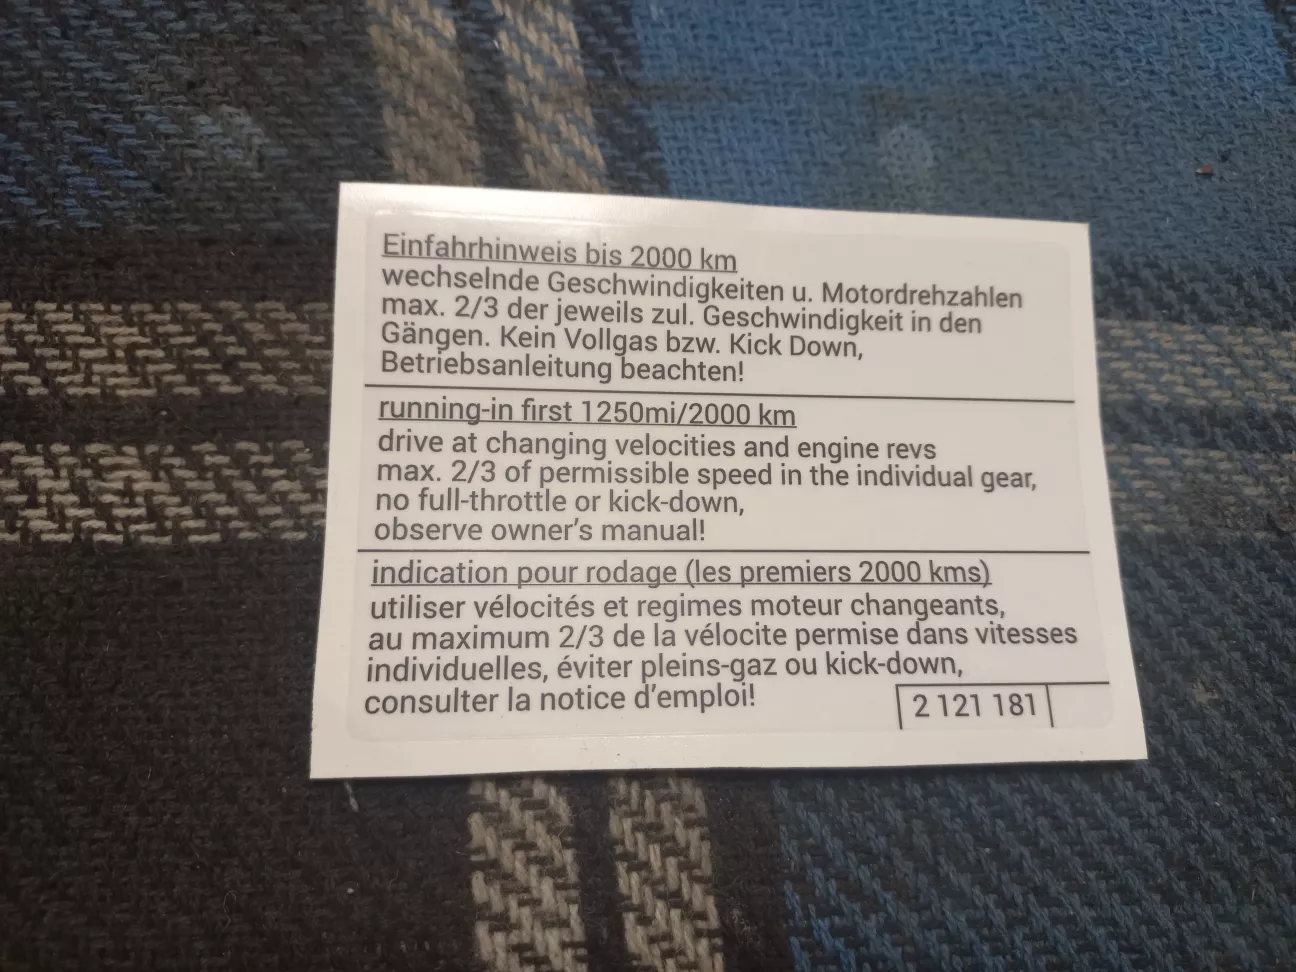 Einfahrhinweis bis 2000 km
wechselnde Geschwindigkeiten u. Motordrehzahlen
max. 2/3 der jeweils zul. Geschwindigkeit in den
Gängen. Kein Vollgas bzw. Kick Down,
Betriebsanleitung beachten!
running-in first 1250mi/2000 km
drive at changing velocities and engine revs
max. 2/3 of permissible speed in the individual gear,
no full-throttle or kick-down,
observe owner's manual!
indication pour rodage (les premiers 2000 kms)
utiliser vélocités et regimes moteur changeants,
au maximum 2/3 de la vélocite permise dans vitesses
individuelles, éviter pleins-gaz ou kick-down,
consulter la notice d'emploi!
2 121 181